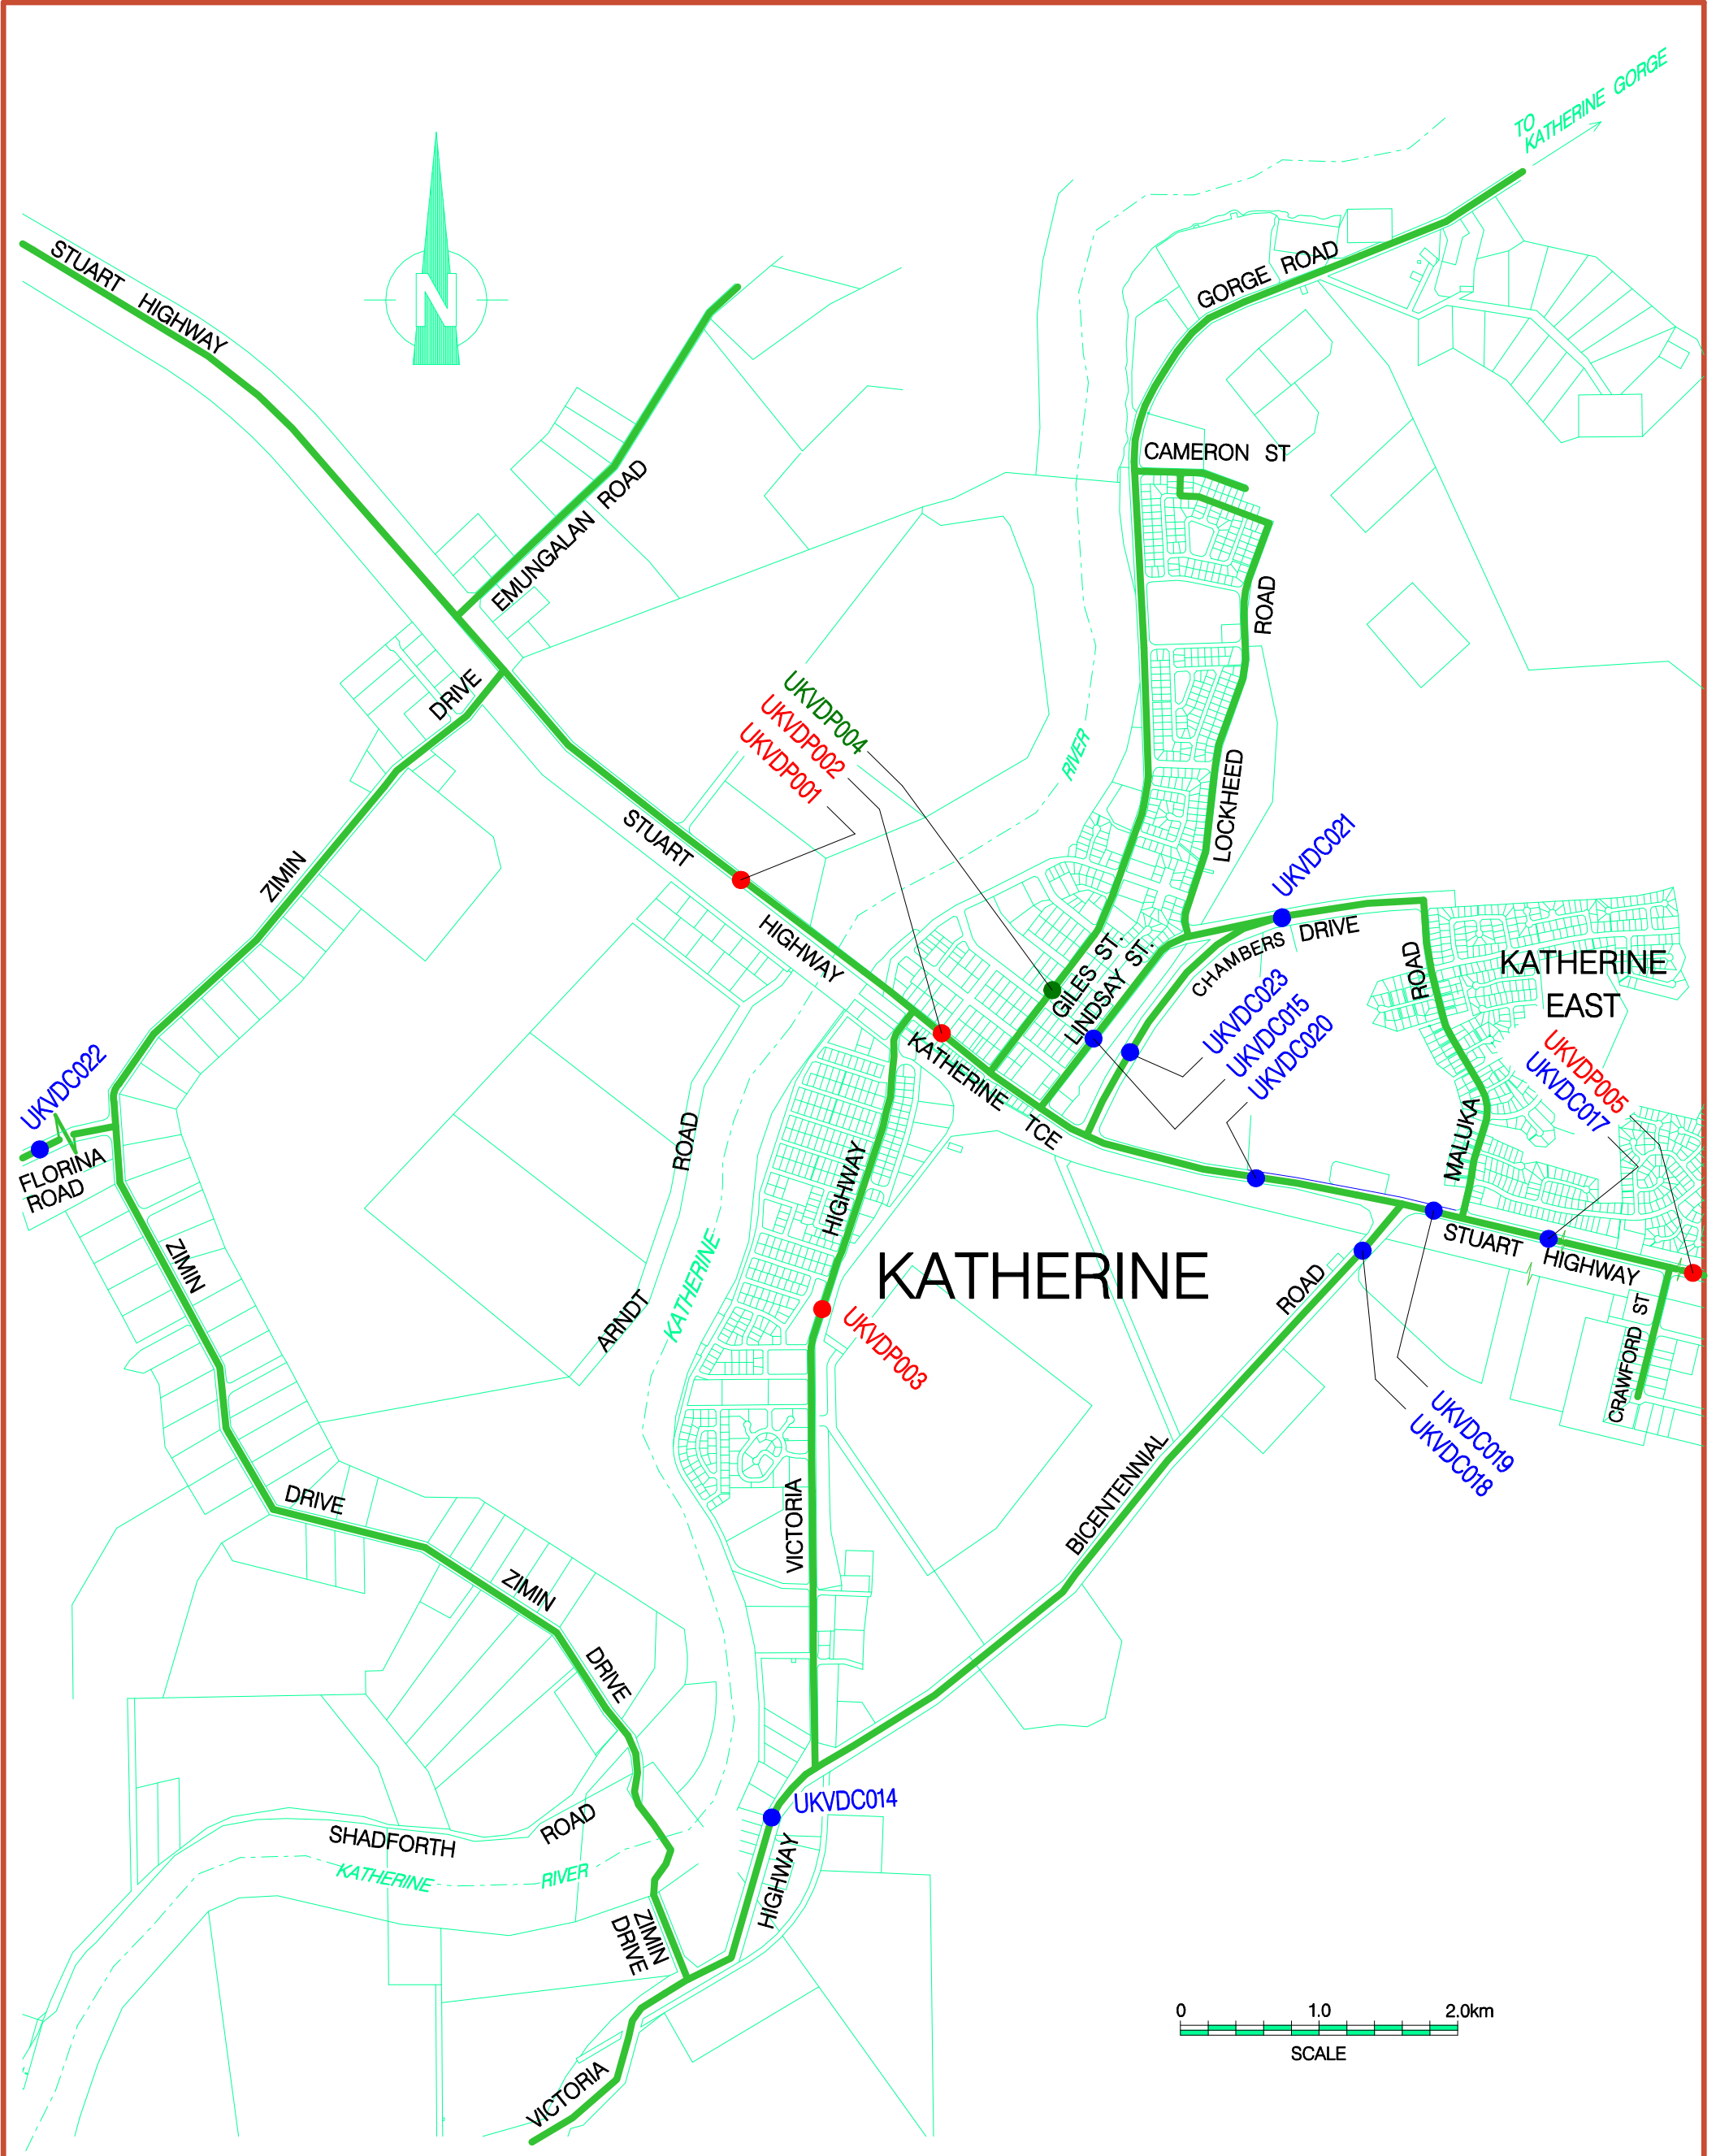 TO
KATHERINE GORGE
STUART HIGHWAY
N
GORGE ROAD
CAMERON ST
EMUNGALAN ROAD
ROAD
DRIVE
UKVDP004
UKVDP002
UKVDP001
RIVER
STUART
LOCKHEED
ZIMIN
UKVDC021
HIGHWAY
GILES ST.
LINDSAY ST.
CHAMBERS DRIVE
ROAD
KATHERINE
EAST
UKVDC023
UKVDC015
UKVDC020
UKVDP005
UKVDC017
UKVDC022
KATHERINE TCE
FLORINA
ROAD
ROAD
HIGHWAY
MALUKA
ZIMIN
KATHERINE
STUART HIGHWAY
KATHERINE
ARNDT
ROAD
CRAWFORD ST
UKVDP003
UKVDC019
UKVDC018
DRIVE
VICTORIA
BICENTENNIAL
ZIMIN
DRIVE
UKVDC014
SHADFORTH ROAD
KATHERINE RIVER
HIGHWAY
ZIMIN
DRIVE
VICTORIA
0 1.0 2.0km
SCALE